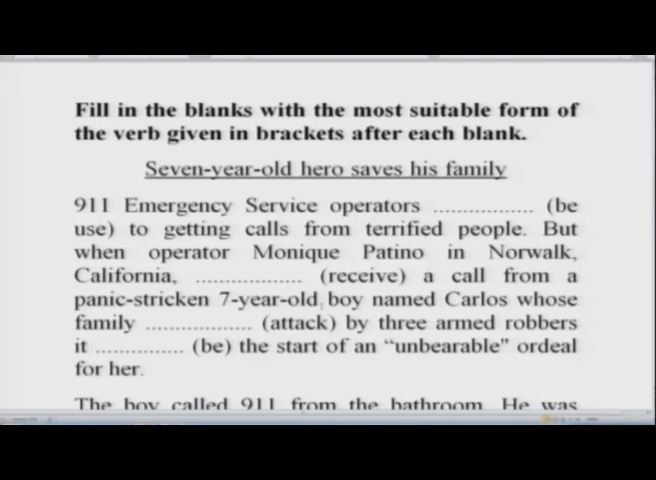 Fill in the blanks with the most suitable form of
the verb given in brackets after each blank.
Seven-year-old hero saves his family
911 Emergency Service operators .................. (be
use) to getting calls from terrified people. But
when operator Monique Patino in Norwalk,
California, ................... (receive) a call from a
panic-stricken 7-year-old boy named Carlos whose
family ................... (attack) by three armed robbers
it ................ (be) the start of an “unbearable” ordeal
for her.
The boy called 911 from the bathroom. He was